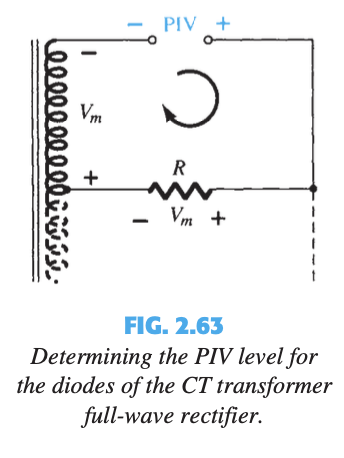 − PIV +
−
Vm
+
R
− Vm +
FIG. 2.63
Determining the PIV level for
the diodes of the CT transformer
full-wave rectifier.